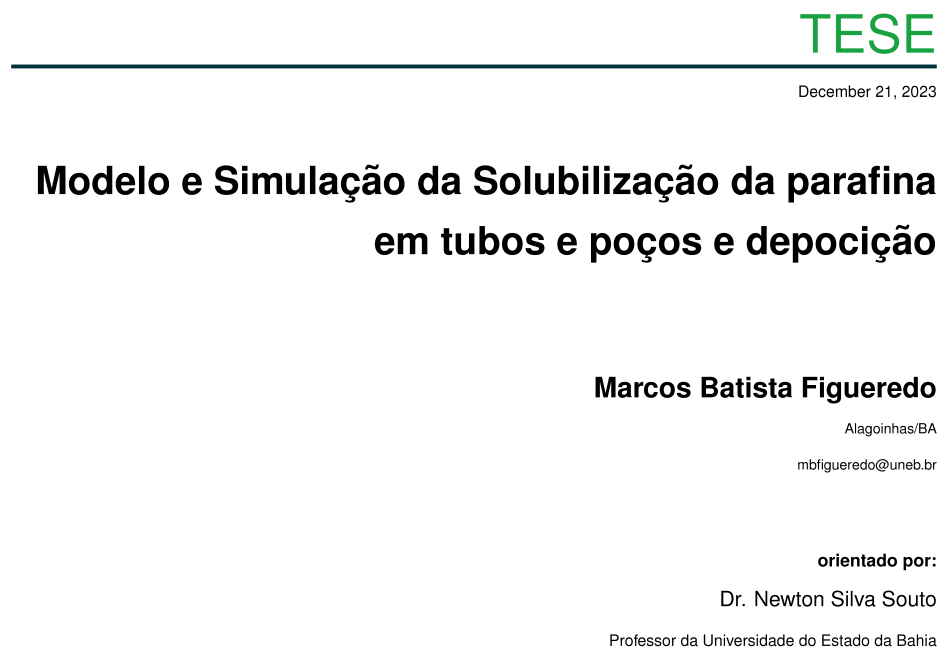 TESE
December 21, 2023
Modelo e Simulação da Solubilização da parafina
em tubos e poços e depocição
Marcos Batista Figueredo
Alagoinhas/BA
mbfigueredo@uneb.br
orientado por:
Dr. Newton Silva Souto
Professor da Universidade do Estado da Bahia